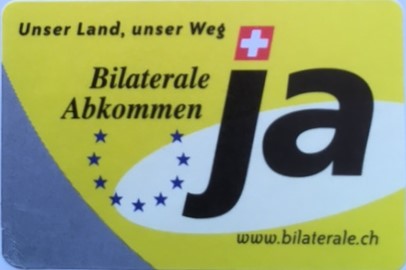 Unser Land, unser Weg
Bilaterale
Abkommen
ja
www.bilaterale.ch